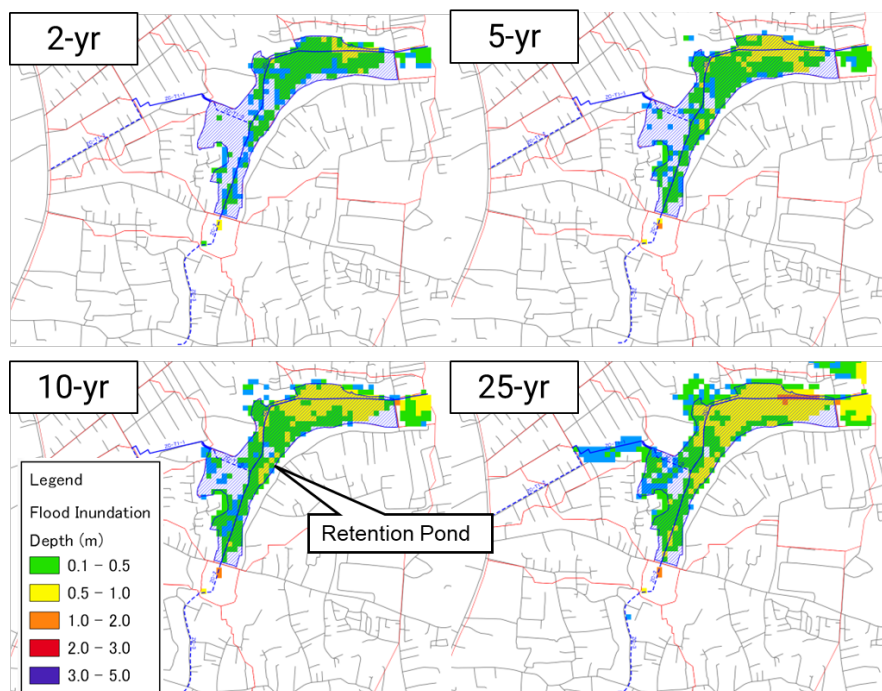 2-yr
5-yr
10-yr
25-yr
Legend
Flood Inundation
Depth (m)
0.1 - 0.5
0.5 - 1.0
1.0 - 2.0
2.0 - 3.0
3.0 - 5.0
Retention Pond